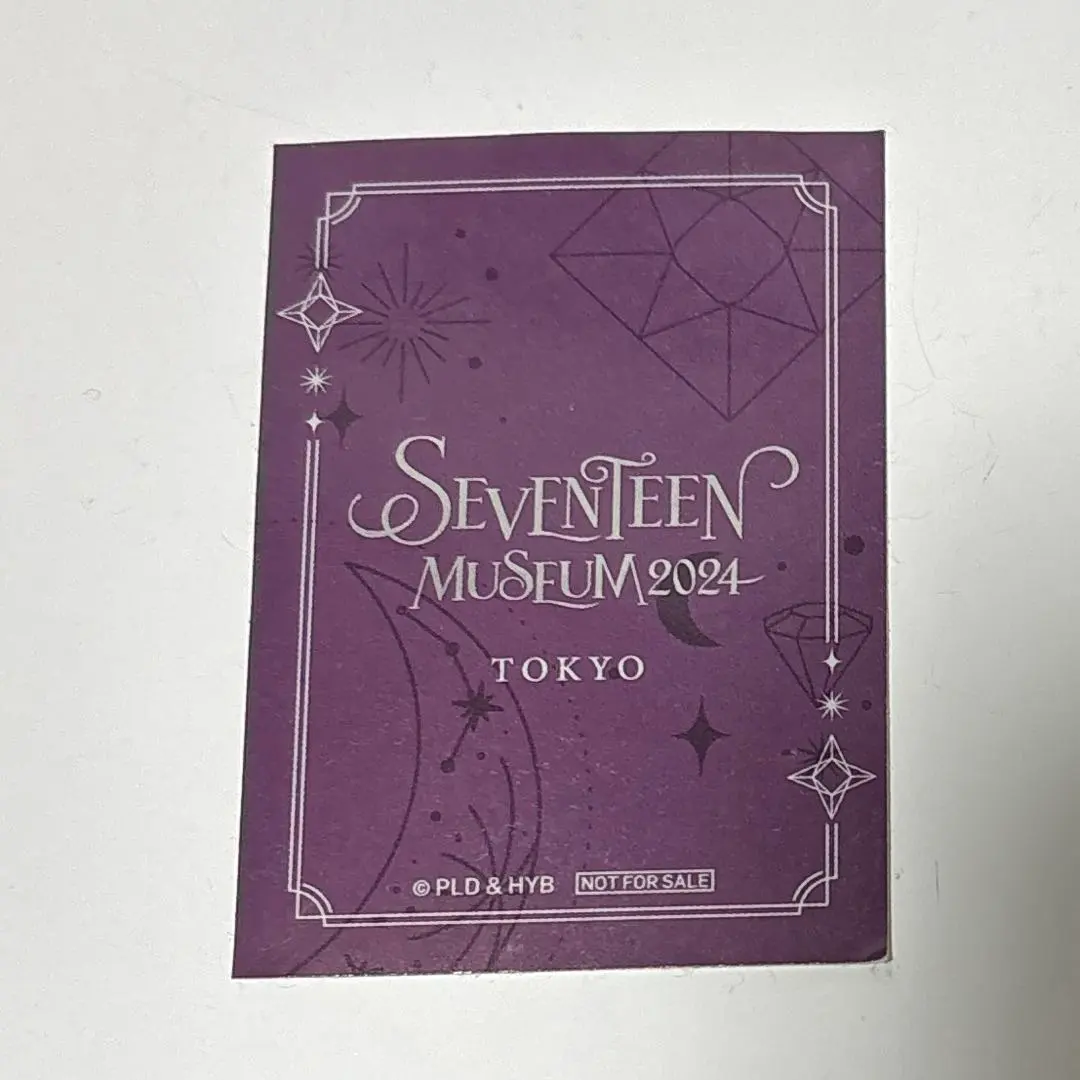 SEVENTEEN
MUSEUM 2024
TOKYO
© PLD & HYB NOT FOR SALE